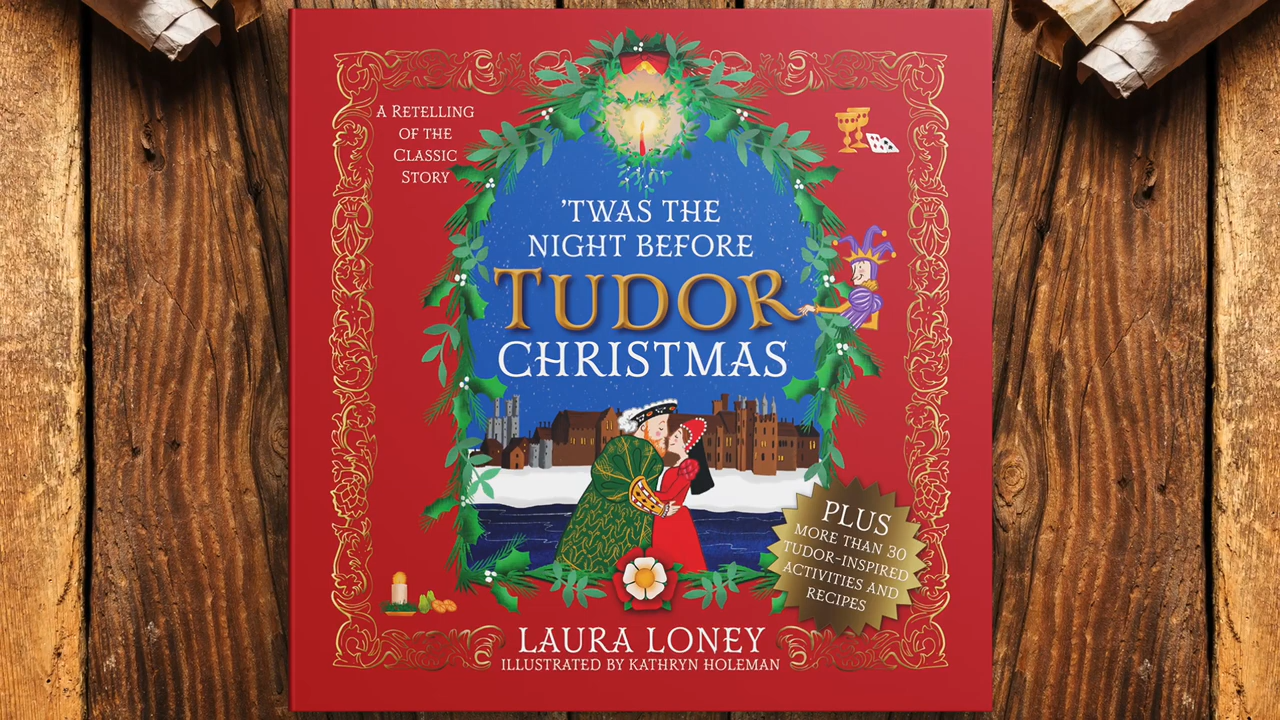 A Retelling
of the
Classic
Story
'Twas the
Night Before
Tudor
Christmas
Plus
more than 30
Tudor-inspired
activities and
recipes
Laura Loney
Illustrated by Kathryn Holeman